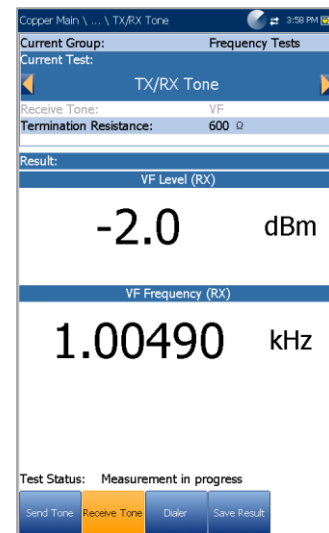 Copper Main \ ... \ TX/RX Tone 3:58 PM
Current Group: Frequency Tests
Current Test:
TX/RX Tone
Receive Tone: VF
Termination Resistance: 600 Ω
Result:
VF Level (RX)
-2.0 dBm
VF Frequency (RX)
1.00490 kHz
Test Status: Measurement in progress
Send Tone Receive Tone Dialer Save Result